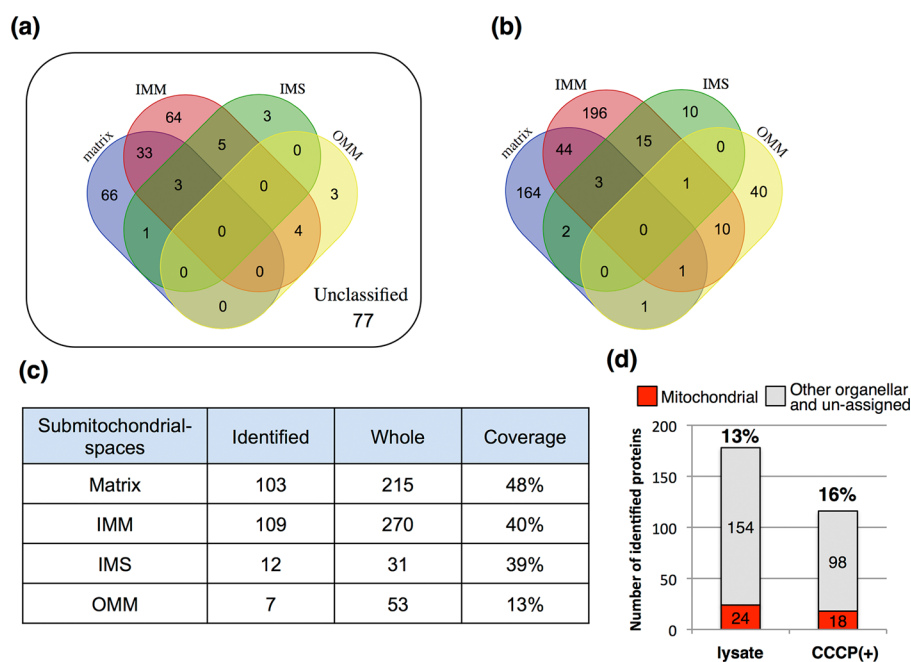 (a)
IMM
IMS
matrix
OMM
64
3
33
5
0
66
3
0
3
1
0
4
0
0
0
Unclassified
77
(b)
IMM
IMS
matrix
OMM
196
10
44
15
0
164
3
1
40
2
0
10
0
1
1
(c)
Submitochondrial-
spaces
Identified
Whole
Coverage
Matrix 103 215 48%
IMM 109 270 40%
IMS 12 31 39%
OMM 7 53 13%
(d)
Mitochondrial
Other organellar
and un-assigned
Number of identified proteins
200
150
100
50
0
13%
154
24
16%
98
18
lysate
CCCP(+)